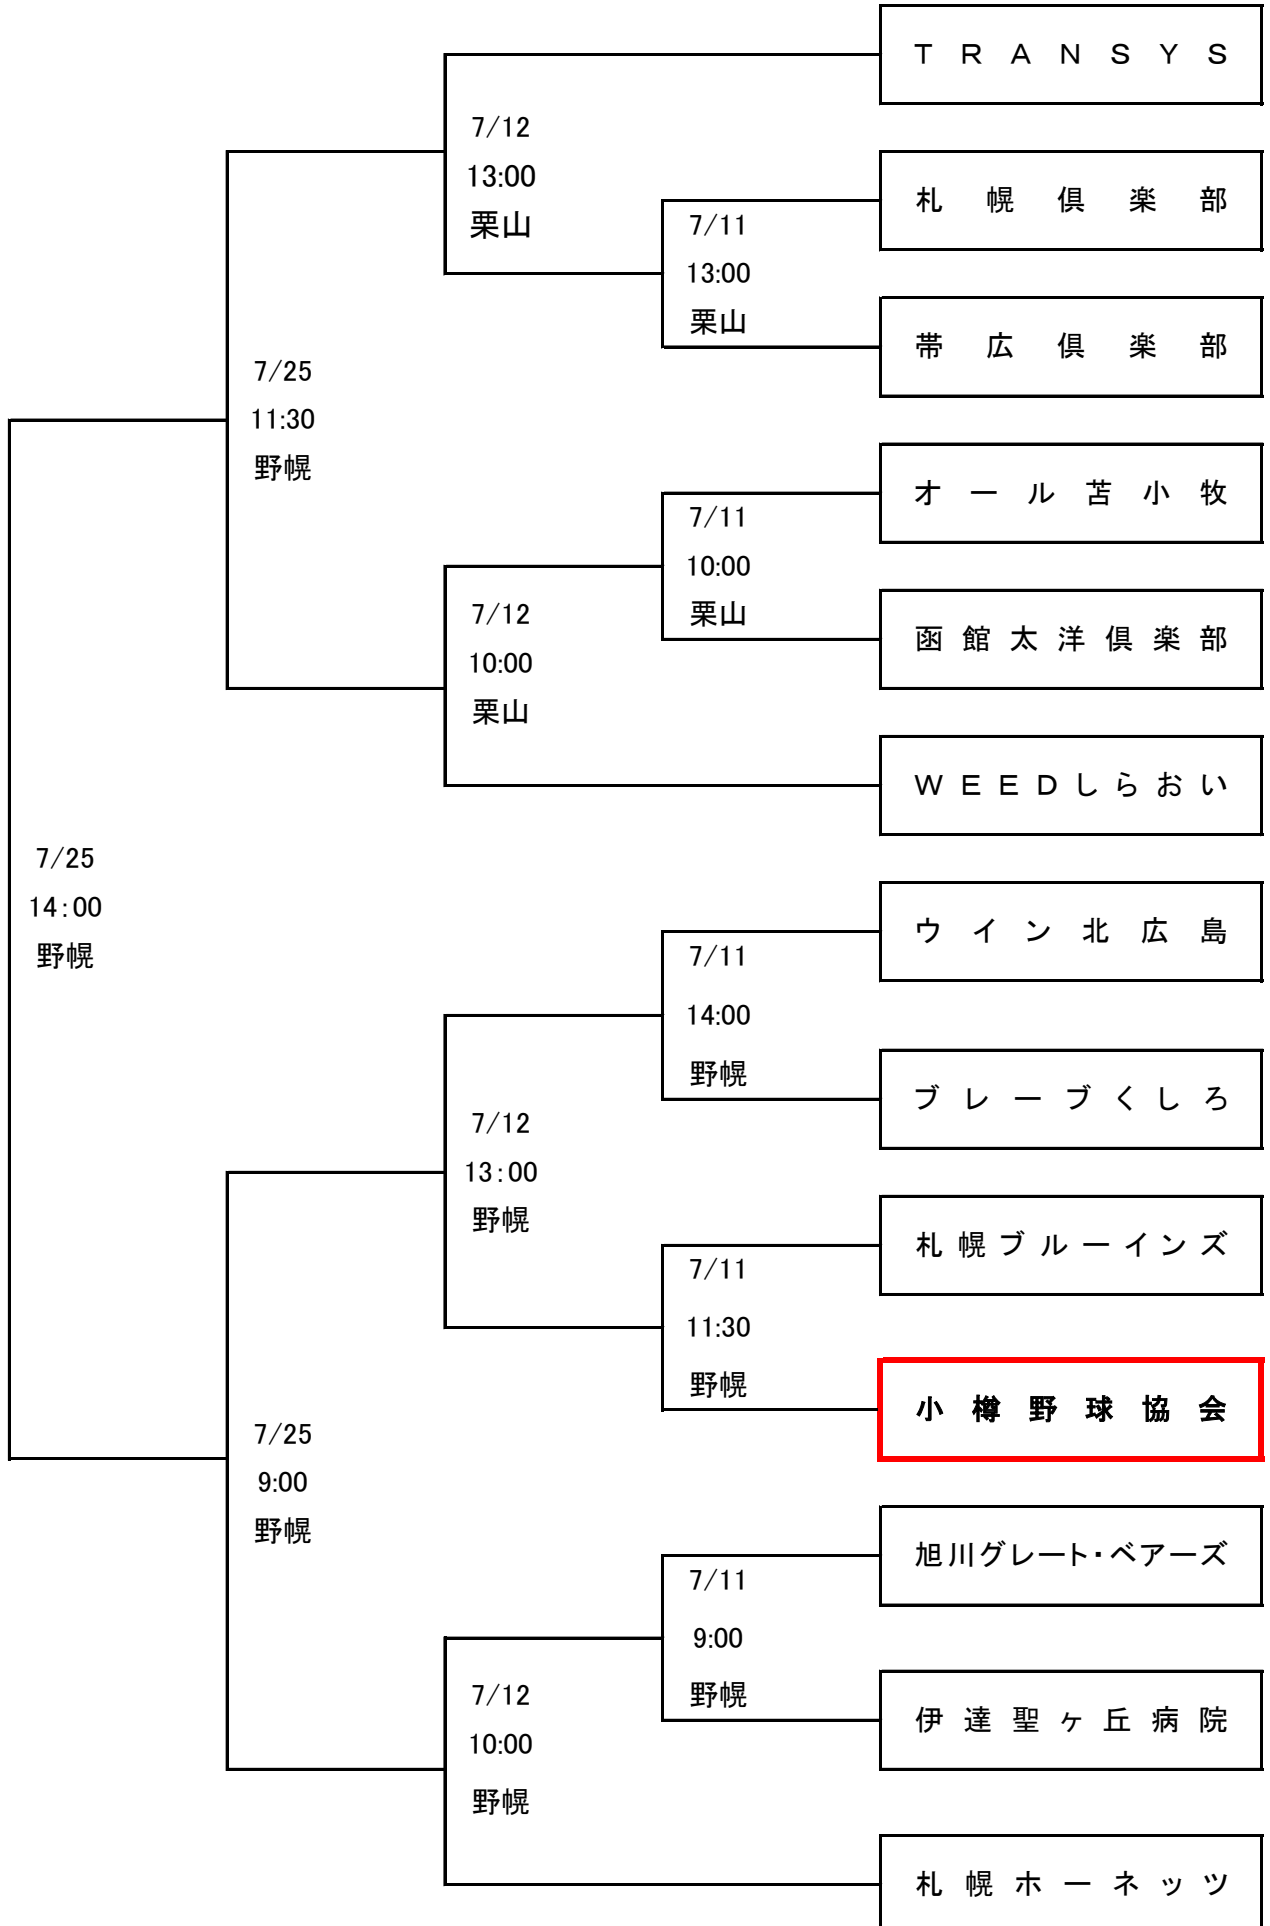 TRANSYS
7/12
13:00
栗山
札幌倶楽部
7/11
13:00
栗山
帯広倶楽部
7/25
11:30
野幌
オール苫小牧
7/11
10:00
栗山
函館太洋倶楽部
7/12
10:00
栗山
WEEDしらおい
7/25
14:00
野幌
ウイン北広島
7/11
14:00
野幌
ブレーブくしろ
7/12
13:00
野幌
札幌ブルーインズ
7/11
11:30
野幌
小樽野球協会
7/25
9:00
野幌
旭川グレート・ベアーズ
7/11
9:00
野幌
伊達聖ヶ丘病院
7/12
10:00
野幌
札幌ホーネッツ